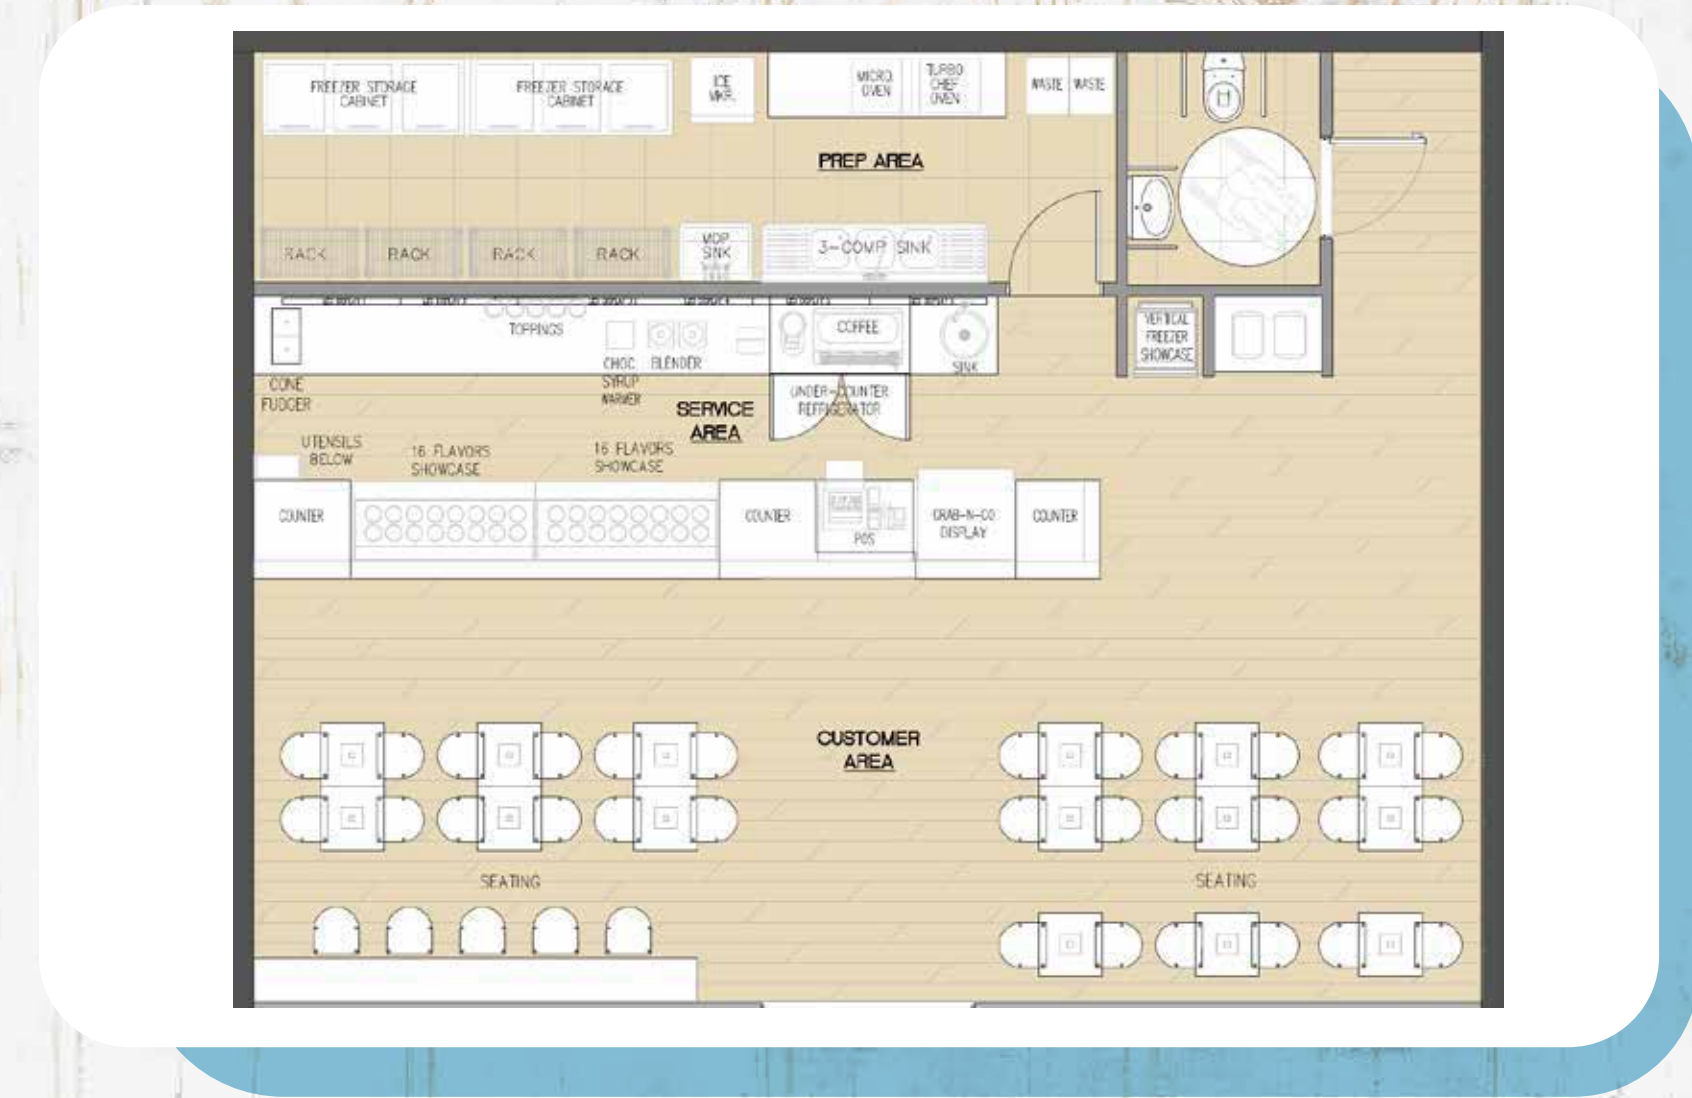 FREEZER STORAGE
CABINET
FREEZER STORAGE
CABINET
ICE
MKR.
MICRO
OVEN
TURBO
CHEF
OVEN
WASTE
WASTE
PREP AREA
RACK
RACK
RACK
RACK
MOP
SINK
3-COMP SINK
TOPPINGS
COFFEE
VERTICAL
FREEZER
SHOWCASE
CHOC
SYRUP
WARMER
BLENDER
SINK
CONE
FUDGER
UNDER-COUNTER
REFRIGERATOR
SERVICE
AREA
UTENSILS
BELOW
16 FLAVORS
SHOWCASE
16 FLAVORS
SHOWCASE
COUNTER
COUNTER
POS
GRAB-N-GO
DISPLAY
COUNTER
CUSTOMER
AREA
SEATING
SEATING